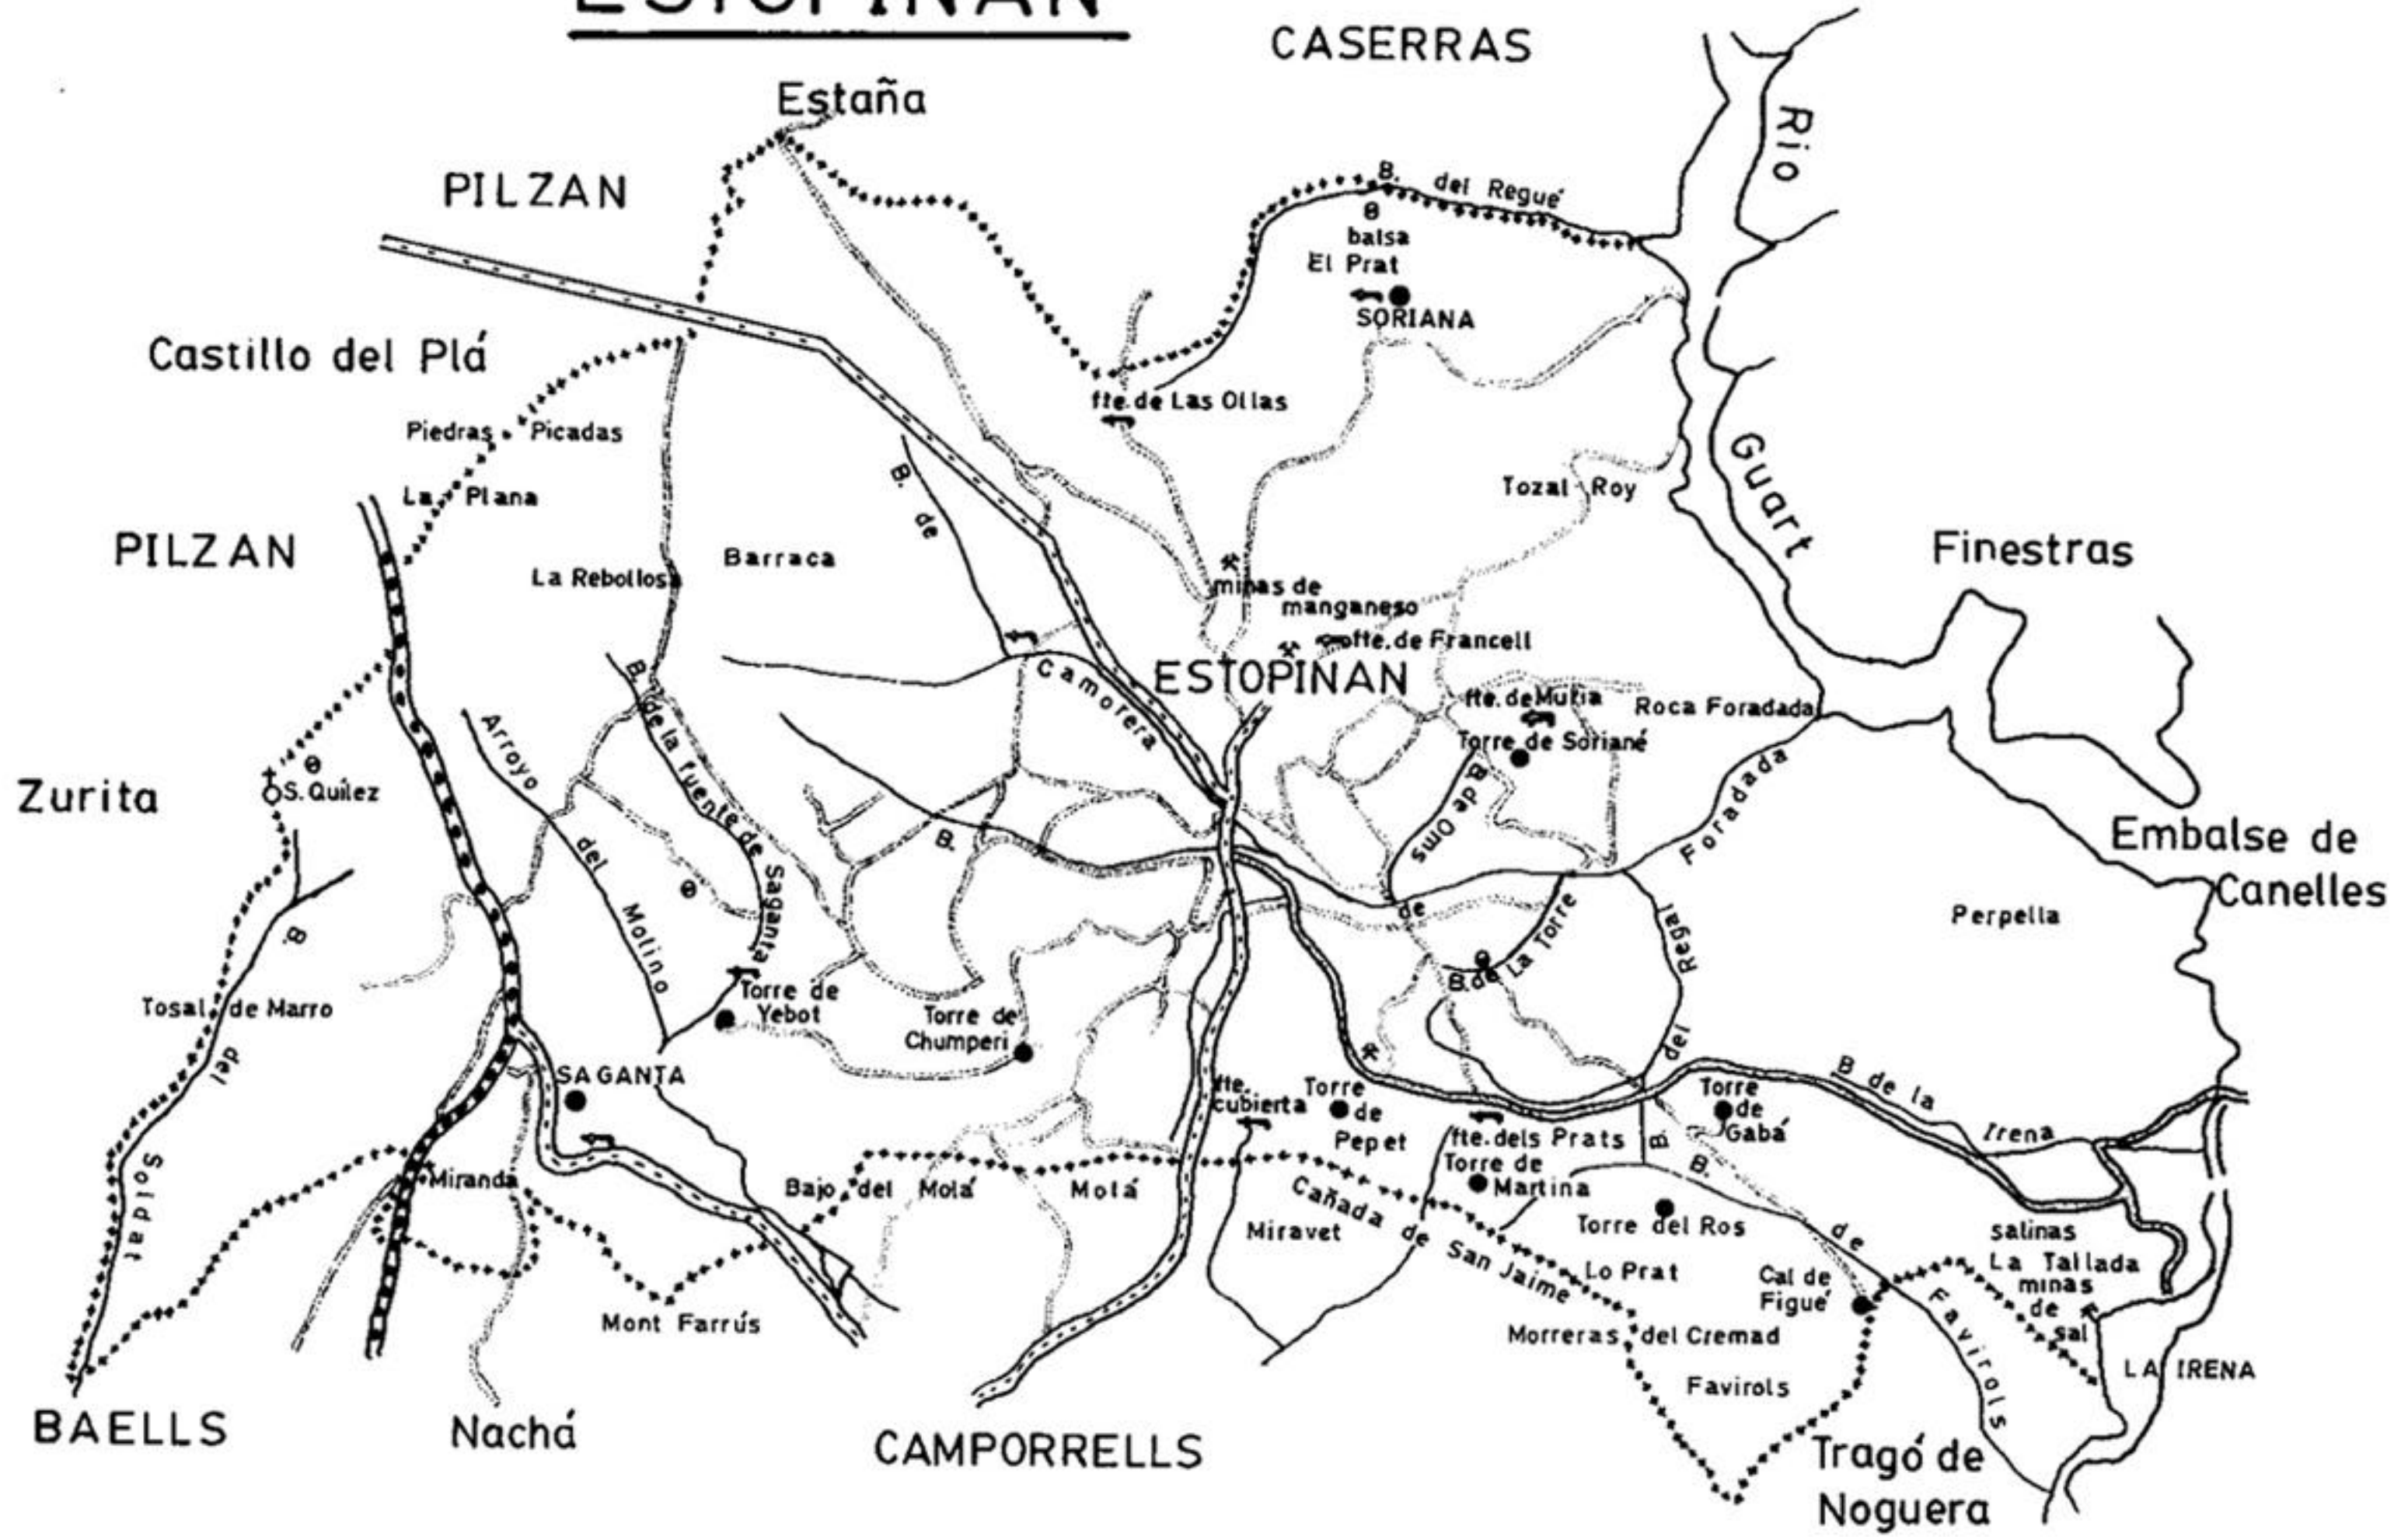 ESTOPIÑAN
CASERRAS
Estaña
Rio
PILZAN
B. del Regué
balsa
El Prat
SORIANA
Castillo del Plá
fte. de Las Ollas
Piedras Picadas
La Plana
B. de
Tozal Roy
Guart
PILZAN
Finestras
Barraca
La Rebollosa
minas de
manganeso
fte. de Francell
Camorera
ESTOPIÑAN
Roca Foradada
Torre de Soriané
B. de la fuente de Saganta
Arroyo del Molino
Zurita
S. Quílez
B. de Oms
B. de Foradada
Embalse de
Canelles
Perpella
B. de La Torre
B. del Regal
B. del Soldat
Tosal de Marro
Torre de
Yebot
Torre de
Chumperi
SAGANTA
fte.
cubierta
Torre
de
Pepet
fte. dels Prats
Torre
de
Gabá
B de la Irena
Torre de
Martina
Miranda
Bajo del Molá
Molá
Cañada de San Jaime
Miravet
Torre del Ros
B. de Favirols
salinas
La Tallada
minas
de
sal
Lo Prat
Cal de
Figué
Mont Farrús
Morreras del Cremad
Favirols
LA IRENA
BAELLS
Nachá
CAMPORRELLS
Tragó de
Noguera